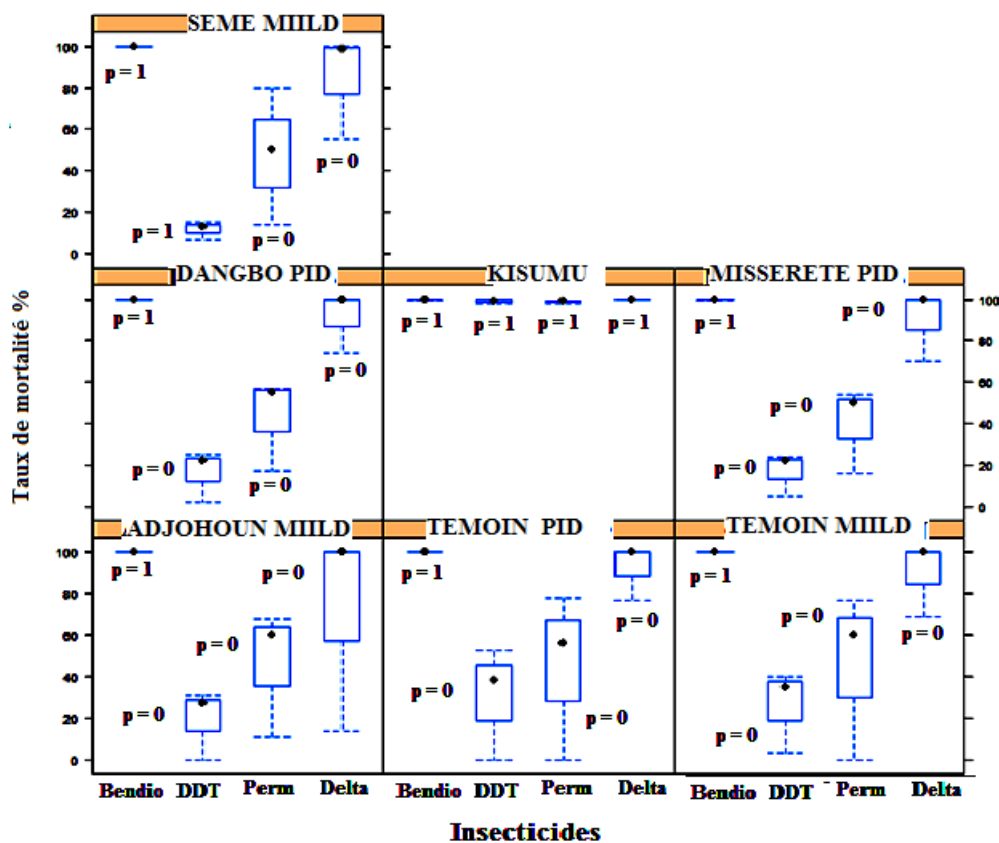 SEME MIILD
100
80
60
40
20
0
p = 1
p = 1
p = 0
p = 0
DANGBO PID
KISUMU
MISSERETE PID
p = 1
p = 0
p = 0
p = 0
p = 1
p = 1
p = 1
p = 1
p = 1
p = 0
p = 0
p = 0
100
80
60
40
20
0
ADJOHOUN MIILD
TEMOIN PID
TEMOIN MIILD
100
80
60
40
20
0
p = 1
p = 0
p = 0
p = 0
p = 1
p = 0
p = 0
p = 0
p = 1
p = 0
p = 0
p = 0
Bendio DDT Perm Delta
Bendio DDT Perm Delta
Bendio DDT Perm Delta
Taux de mortalité %
Insecticides